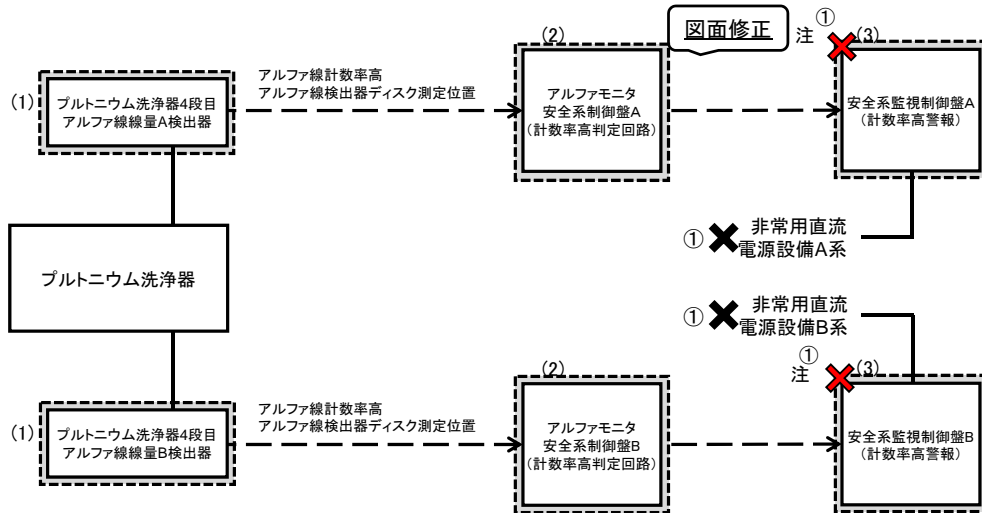 図面修正
(1)
プルトニウム洗浄器4段目
アルファ線線量A検出器
アルファ線計数率高
アルファ線検出器ディスク測定位置
(2)
アルファモニタ
安全系制御盤A
(計数率高判定回路)
注
①
(3)
安全系監視制御盤A
(計数率高警報)
①
非常用直流
電源設備A系
プルトニウム洗浄器
①
非常用直流
電源設備B系
(1)
プルトニウム洗浄器4段目
アルファ線線量B検出器
アルファ線計数率高
アルファ線検出器ディスク測定位置
(2)
アルファモニタ
安全系制御盤B
(計数率高判定回路)
①
注
(3)
安全系監視制御盤B
(計数率高警報)